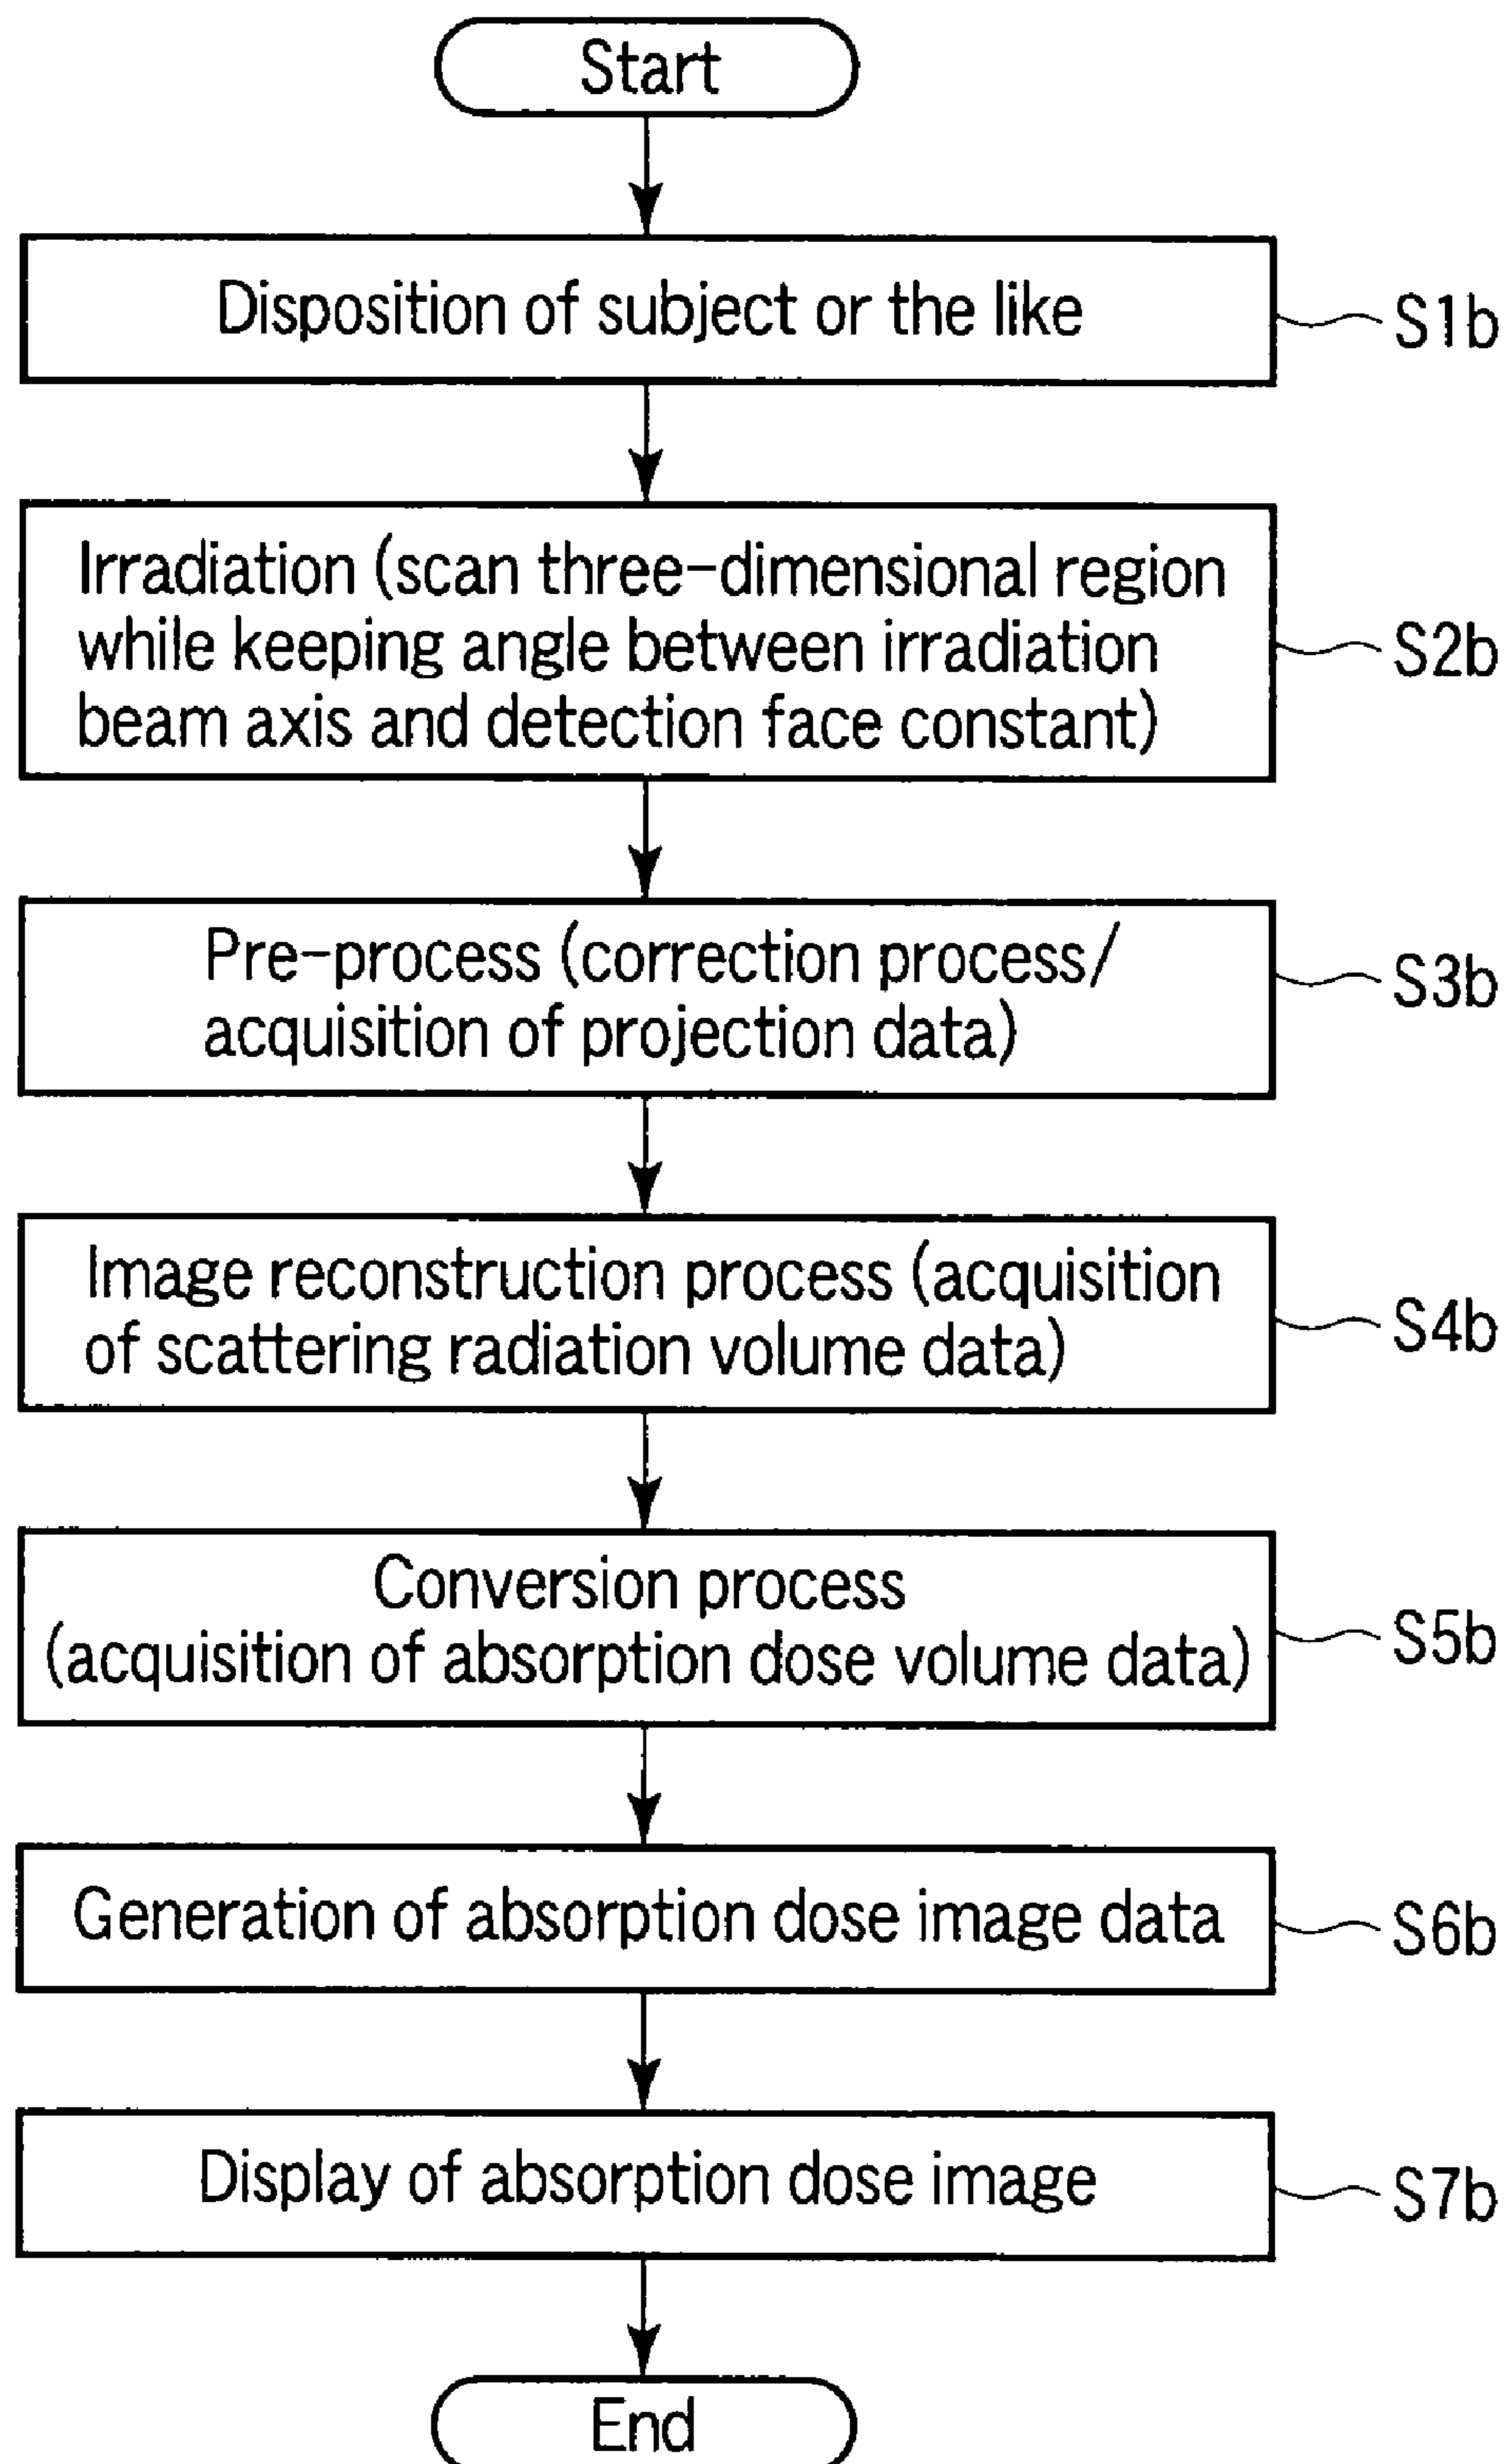 Start
Disposition of subject or the like
S1b
Irradiation (scan three-dimensional region
while keeping angle between irradiation
beam axis and detection face constant)
S2b
Pre-process (correction process/
acquisition of projection data)
S3b
Image reconstruction process (acquisition
of scattering radiation volume data)
S4b
Conversion process
(acquisition of absorption dose volume data)
S5b
Generation of absorption dose image data
S6b
Display of absorption dose image
S7b
End